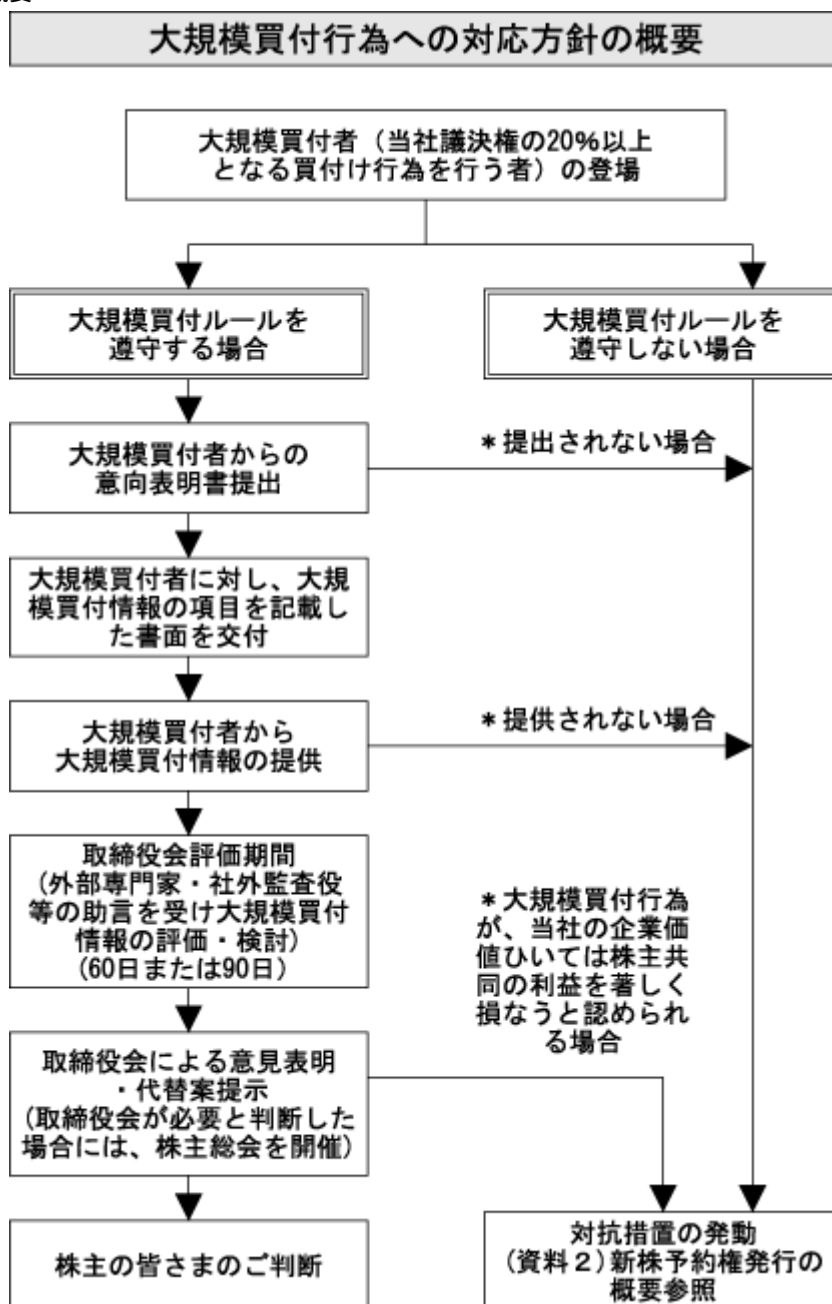 大規模買付行為への対応方針の概要
大規模買付者（当社議決権の20%以上
となる買付け行為を行う者）の登場
大規模買付ルールを
遵守する場合
大規模買付ルールを
遵守しない場合
大規模買付者からの
意向表明書提出
＊提出されない場合
大規模買付者に対し、大規
模買付情報の項目を記載し
た書面を交付
大規模買付者から
大規模買付情報の提供
＊提供されない場合
取締役会評価期間
(外部専門家・社外監査役
等の助言を受け大規模買付
情報の評価・検討)
(60日または90日)
＊大規模買付行為
が、当社の企業価
値ひいては株主共
同の利益を著しく
損なうと認められ
る場合
取締役会による意見表明
・代替案提示
(取締役会が必要と判断した
場合には、株主総会を開催)
株主の皆さまのご判断
対抗措置の発動
(資料２)新株予約権発行の
概要参照